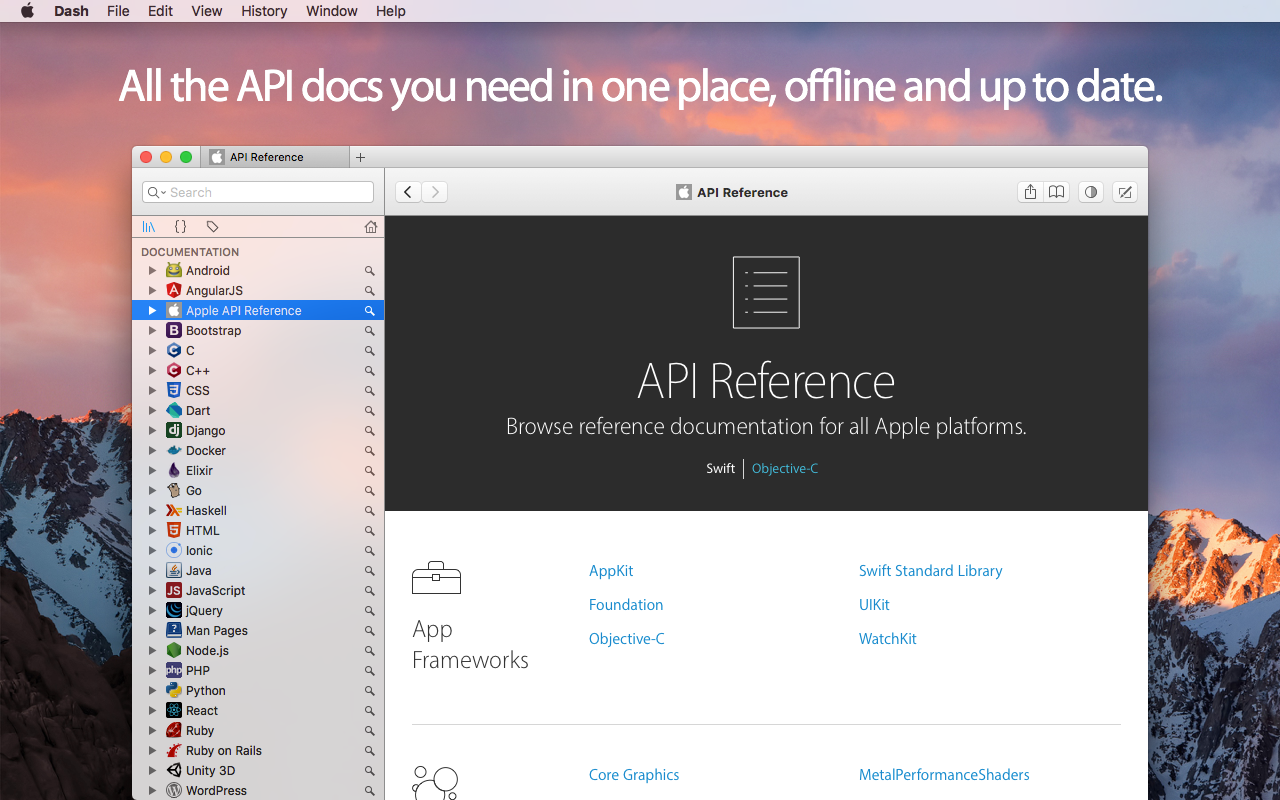 Dash File Edit View History Window Help
All the API docs you need in one place, offline and up to date.
API Reference
Search
API Reference
DOCUMENTATION
Android
AngularJS
Apple API Reference
Bootstrap
C
C++
CSS
Dart
Django
Docker
Elixir
Go
Haskell
HTML
Ionic
Java
JavaScript
jQuery
Man Pages
Node.js
PHP
Python
React
Ruby
Ruby on Rails
Unity 3D
WordPress
API Reference
Browse reference documentation for all Apple platforms.
Swift Objective-C
App
Frameworks
AppKit
Foundation
Objective-C
Swift Standard Library
UIKit
WatchKit
Core Graphics
MetalPerformanceShaders